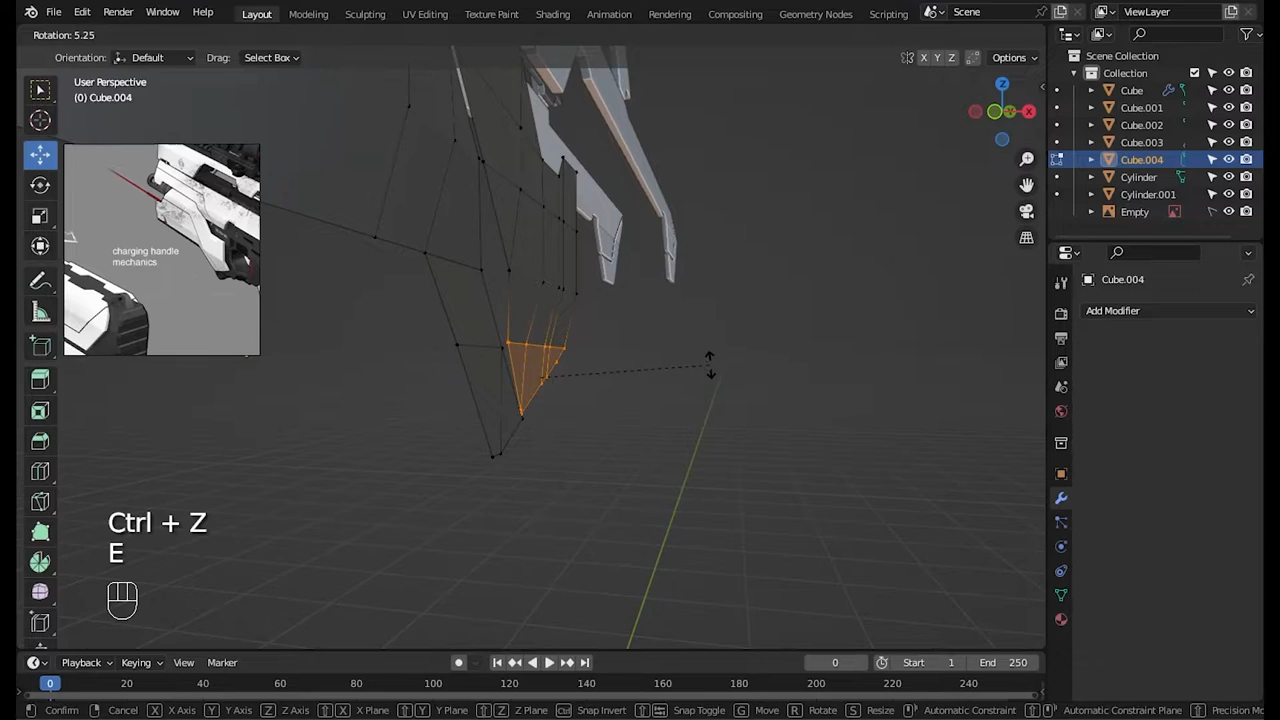 File Edit Render Window Help
Layout Modeling Sculpting UV Editing Texture Paint Shading Animation Rendering Compositing Geometry Nodes Scripting
Scene
ViewLayer
Rotation: 5.25
Orientation: Default Drag: Select Box
X Y Z
Options
User Perspective
(0) Cube.004
Z
X
charging handle
mechanics
Ctrl + Z
E
Scene Collection
Collection
Cube
Cube.001
Cube.002
Cube.003
Cube.004
Cylinder
Cylinder.001
Empty
Cube.004
Add Modifier
Playback Keying View Marker
0
Start 1
End 250
0 20 40 60 80 100 120 140 160 180 200 220 240
Confirm Cancel X X Axis Y Y Axis Z Z Axis X X Plane Y Y Plane Z Z Plane Ctrl Snap Invert Snap Toggle G Move R Rotate S Resize Automatic Constraint Automatic Constraint Plane Precision Mo